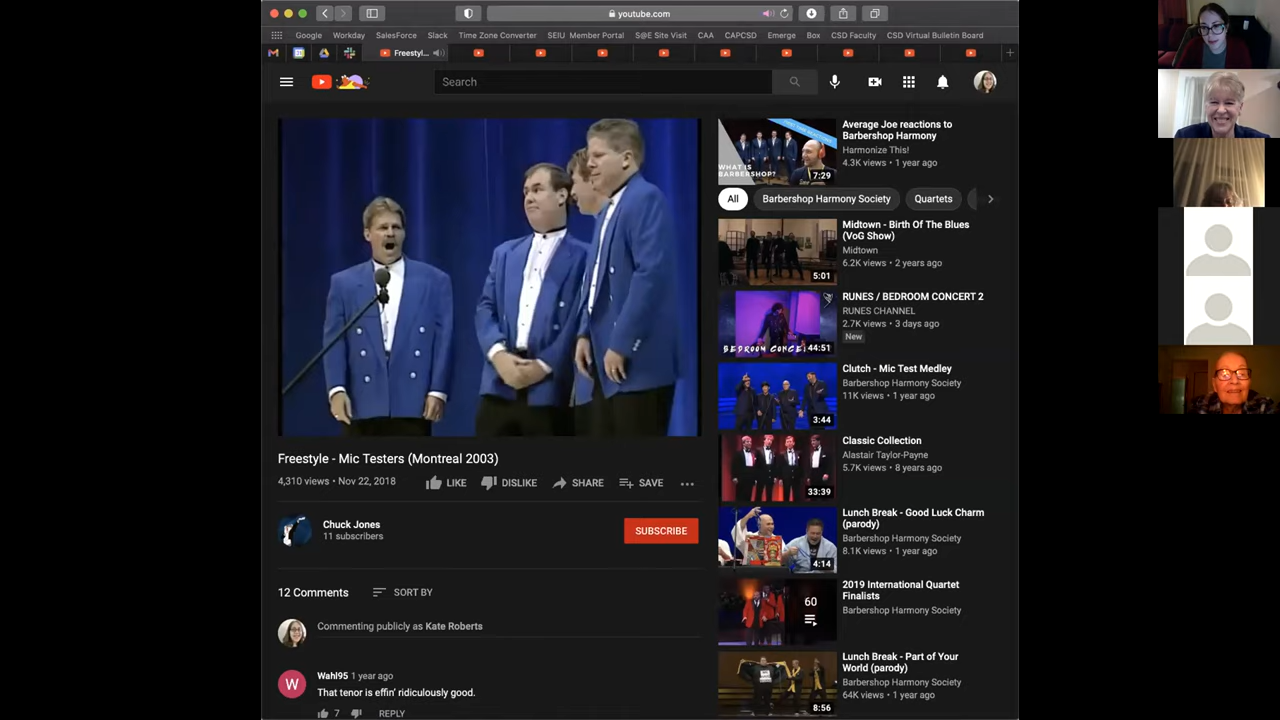 youtube.com
Google Workday SalesForce Slack Time Zone Converter SEIU Member Portal S@E Site Visit CAA CAPCSD Emerge Box CSD Faculty CSD Virtual Bulletin Board
Freestyl...
Search
WHAT IS
BARBERSHOP?
7:29
Average Joe reactions to
Barbershop Harmony
Harmonize This!
4.3K views • 1 year ago
All Barbershop Harmony Society Quartets
5:01
Midtown - Birth Of The Blues
(VoG Show)
Midtown
6.2K views • 2 years ago
BEDROOM CONCE
44:51
RUNES / BEDROOM CONCERT 2
RUNES CHANNEL
2.7K views • 3 days ago
New
3:44
Clutch - Mic Test Medley
Barbershop Harmony Society
11K views • 1 year ago
33:39
Classic Collection
Alastair Taylor-Payne
5.7K views • 8 years ago
4:14
Lunch Break - Good Luck Charm
(parody)
Barbershop Harmony Society
8.1K views • 1 year ago
60
2019 International Quartet
Finalists
Barbershop Harmony Society
8:56
Lunch Break - Part of Your
World (parody)
Barbershop Harmony Society
64K views • 1 year ago
Freestyle - Mic Testers (Montreal 2003)
4,310 views • Nov 22, 2018
LIKE DISLIKE SHARE SAVE
Chuck Jones
11 subscribers
SUBSCRIBE
12 Comments SORT BY
Commenting publicly as Kate Roberts
W
Wahl95 1 year ago
That tenor is effin' ridiculously good.
7 REPLY